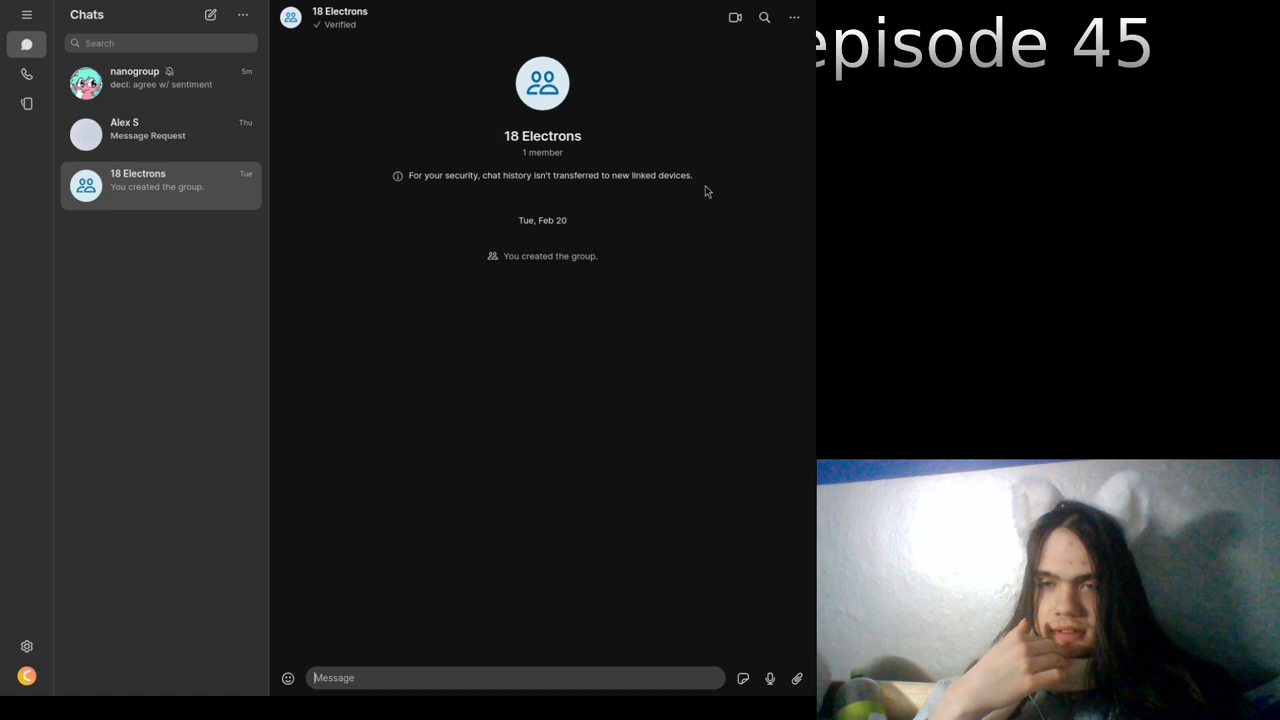 Chats
Search
nanogroup
5m
deci: agree w/ sentiment
Alex S
Thu
Message Request
18 Electrons
Tue
You created the group.
C
18 Electrons
Verified
18 Electrons
1 member
For your security, chat history isn't transferred to new linked devices.
Tue, Feb 20
You created the group.
Message
episode 45